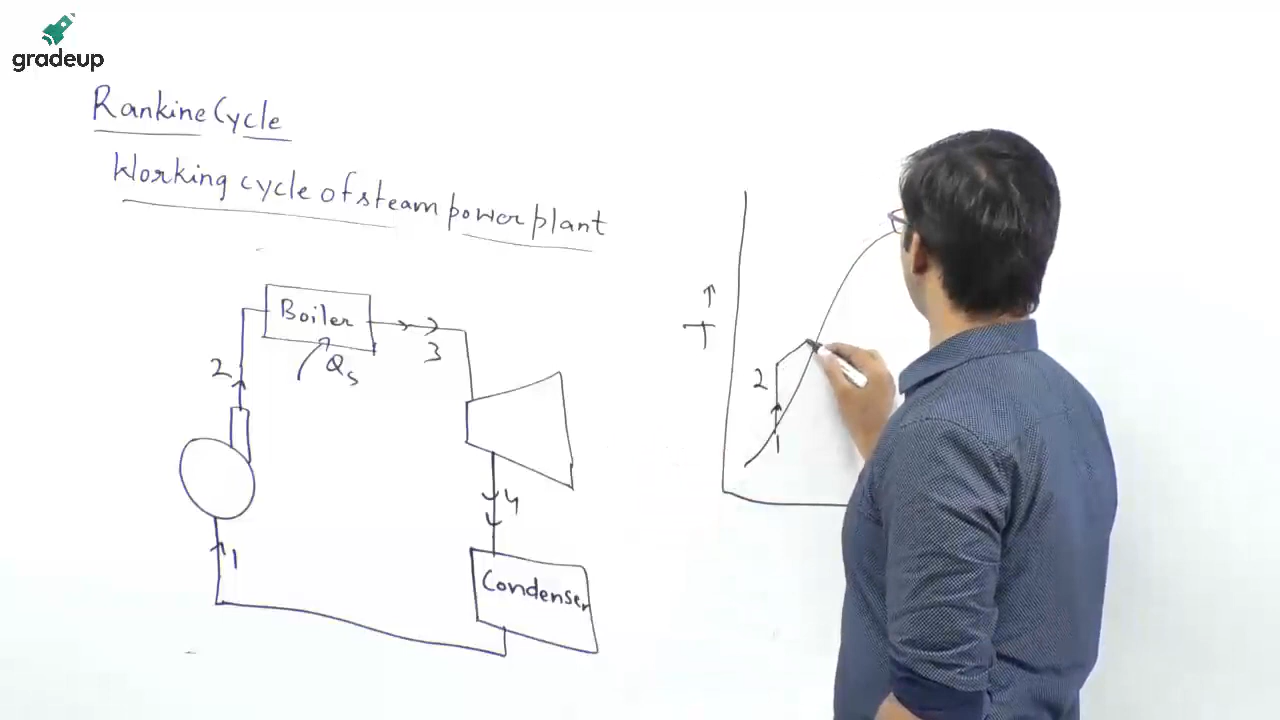 gradeup
Rankine Cycle
Working cycle of steam power plant
Boiler
2
3
Qs
4
1
Condenser
T
2
1